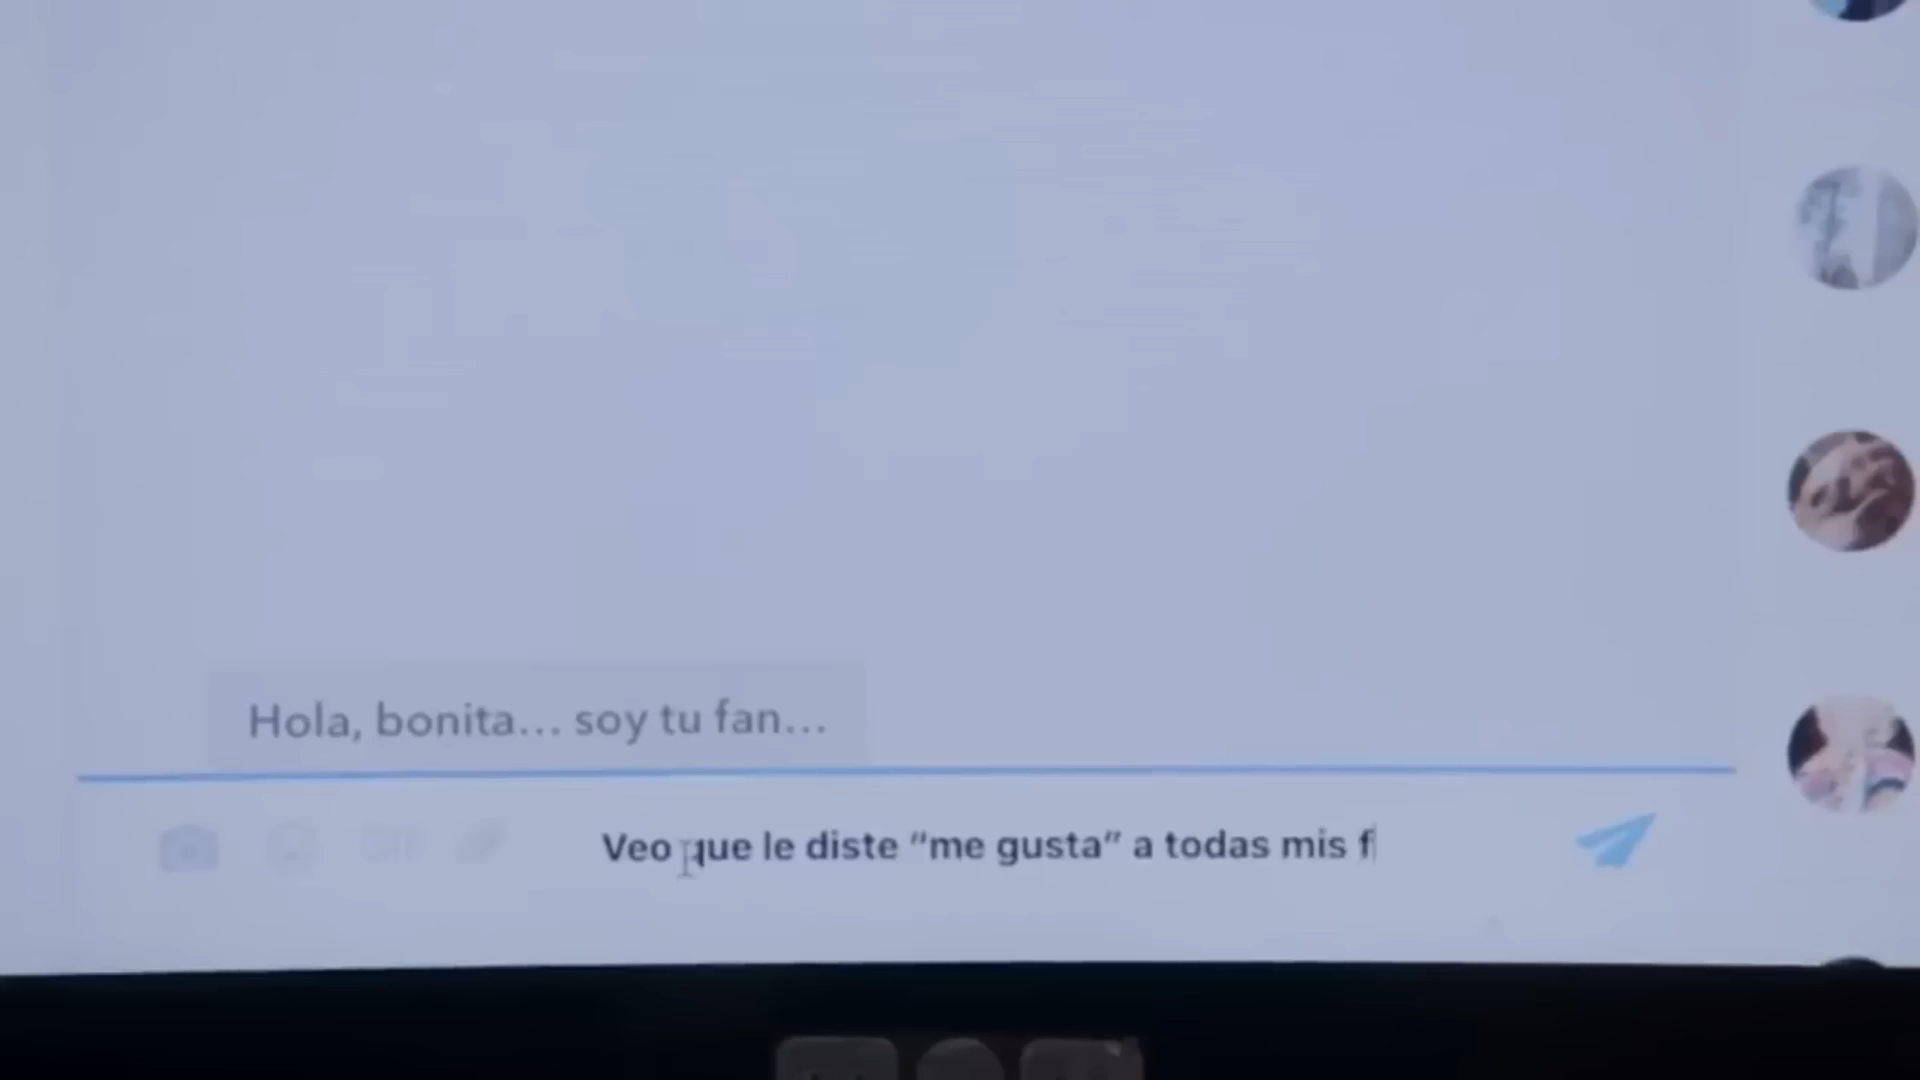 Hola, bonita... soy tu fan...
Veo que le diste “me gusta” a todas mis f